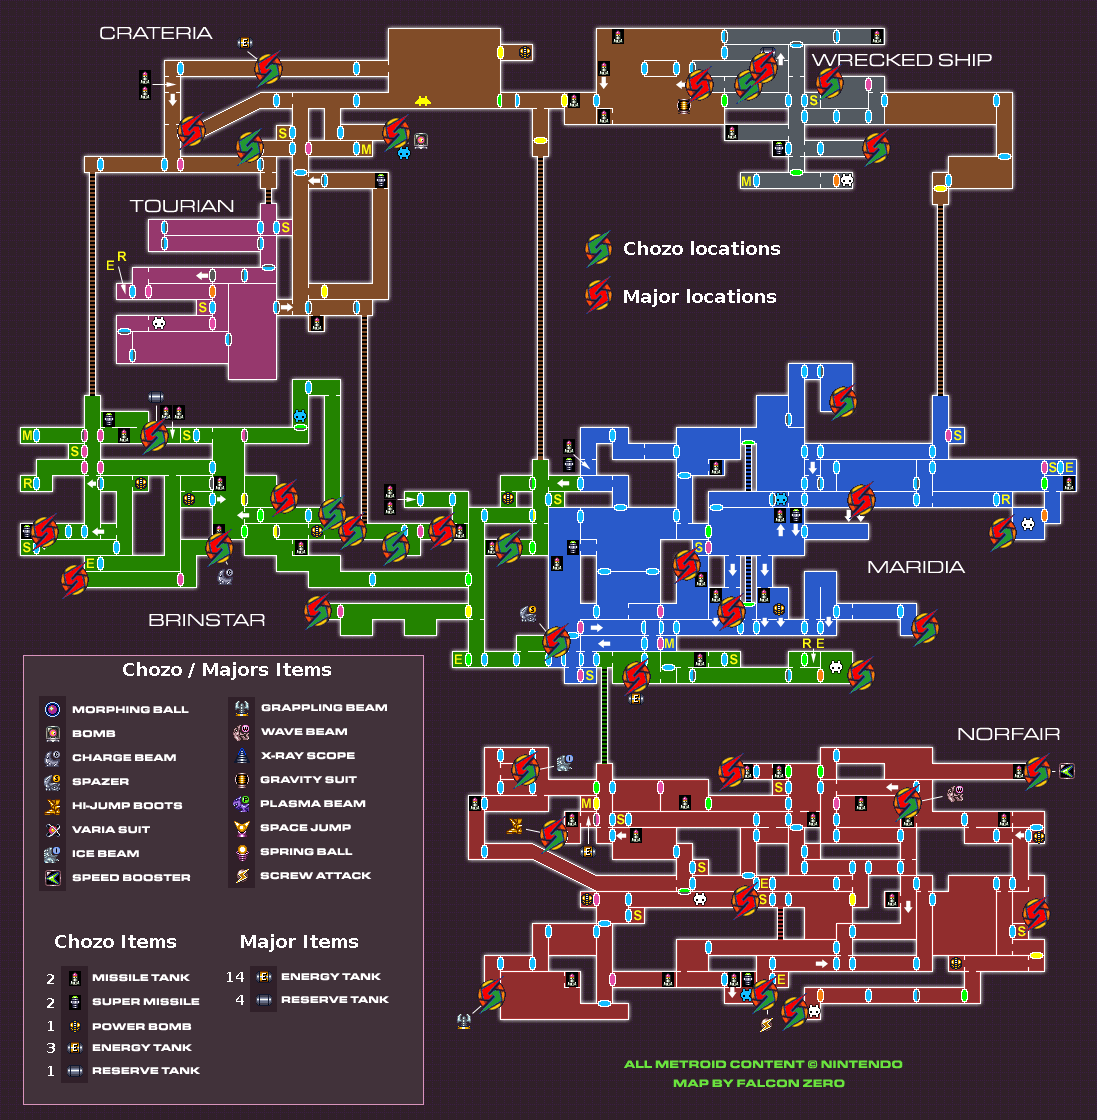 CRATERIA
WRECKED SHIP
TOURIAN
Chozo locations
Major locations
MARIDIA
BRINSTAR
NORFAIR
Chozo / Majors Items
MORPHING BALL
BOMB
CHARGE BEAM
SPAZER
HI-JUMP BOOTS
VARIA SUIT
ICE BEAM
SPEED BOOSTER
GRAPPLING BEAM
WAVE BEAM
X-RAY SCOPE
GRAVITY SUIT
PLASMA BEAM
SPACE JUMP
SPRING BALL
SCREW ATTACK
Chozo Items
2 MISSILE TANK
2 SUPER MISSILE
1 POWER BOMB
3 ENERGY TANK
1 RESERVE TANK
Major Items
14 ENERGY TANK
4 RESERVE TANK
ALL METROID CONTENT © NINTENDO
MAP BY FALCON ZERO